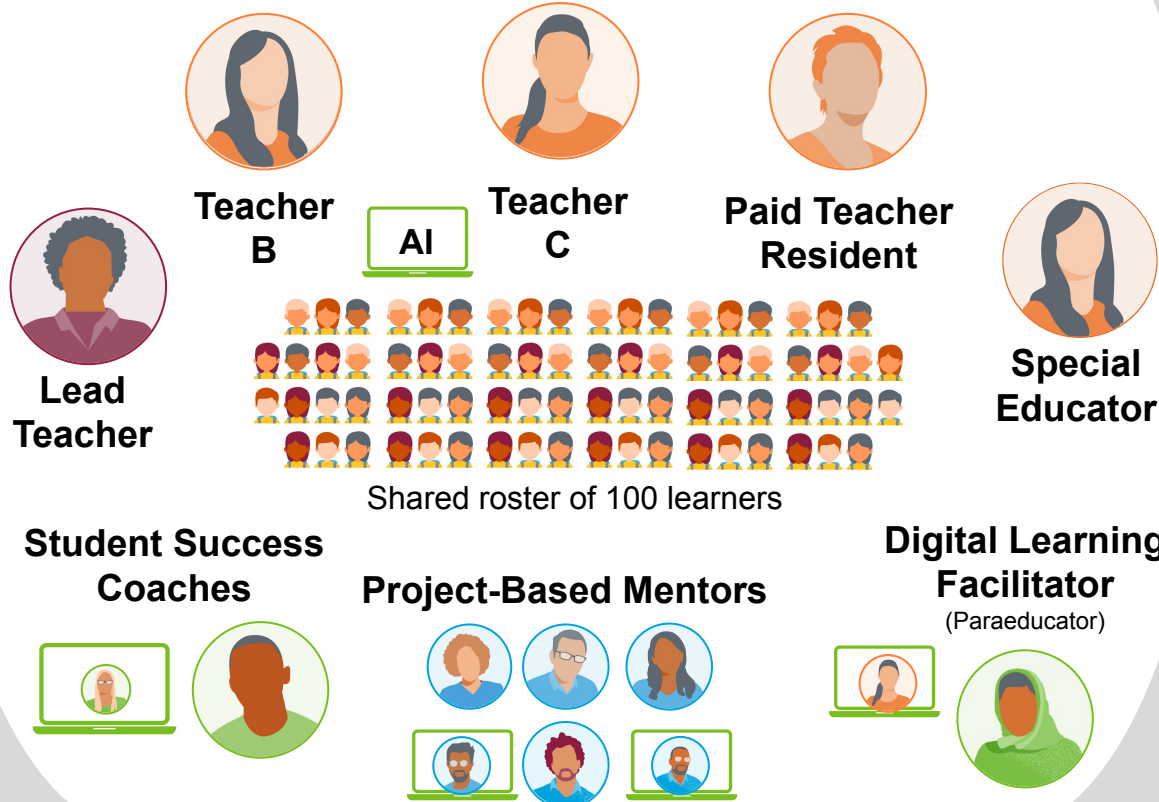 Teacher
B
AI
Teacher
C
Paid Teacher
Resident
Lead
Teacher
Special
Educator
Shared roster of 100 learners
Student Success
Coaches
Project-Based Mentors
Digital Learning
Facilitator
(Paraeducator)